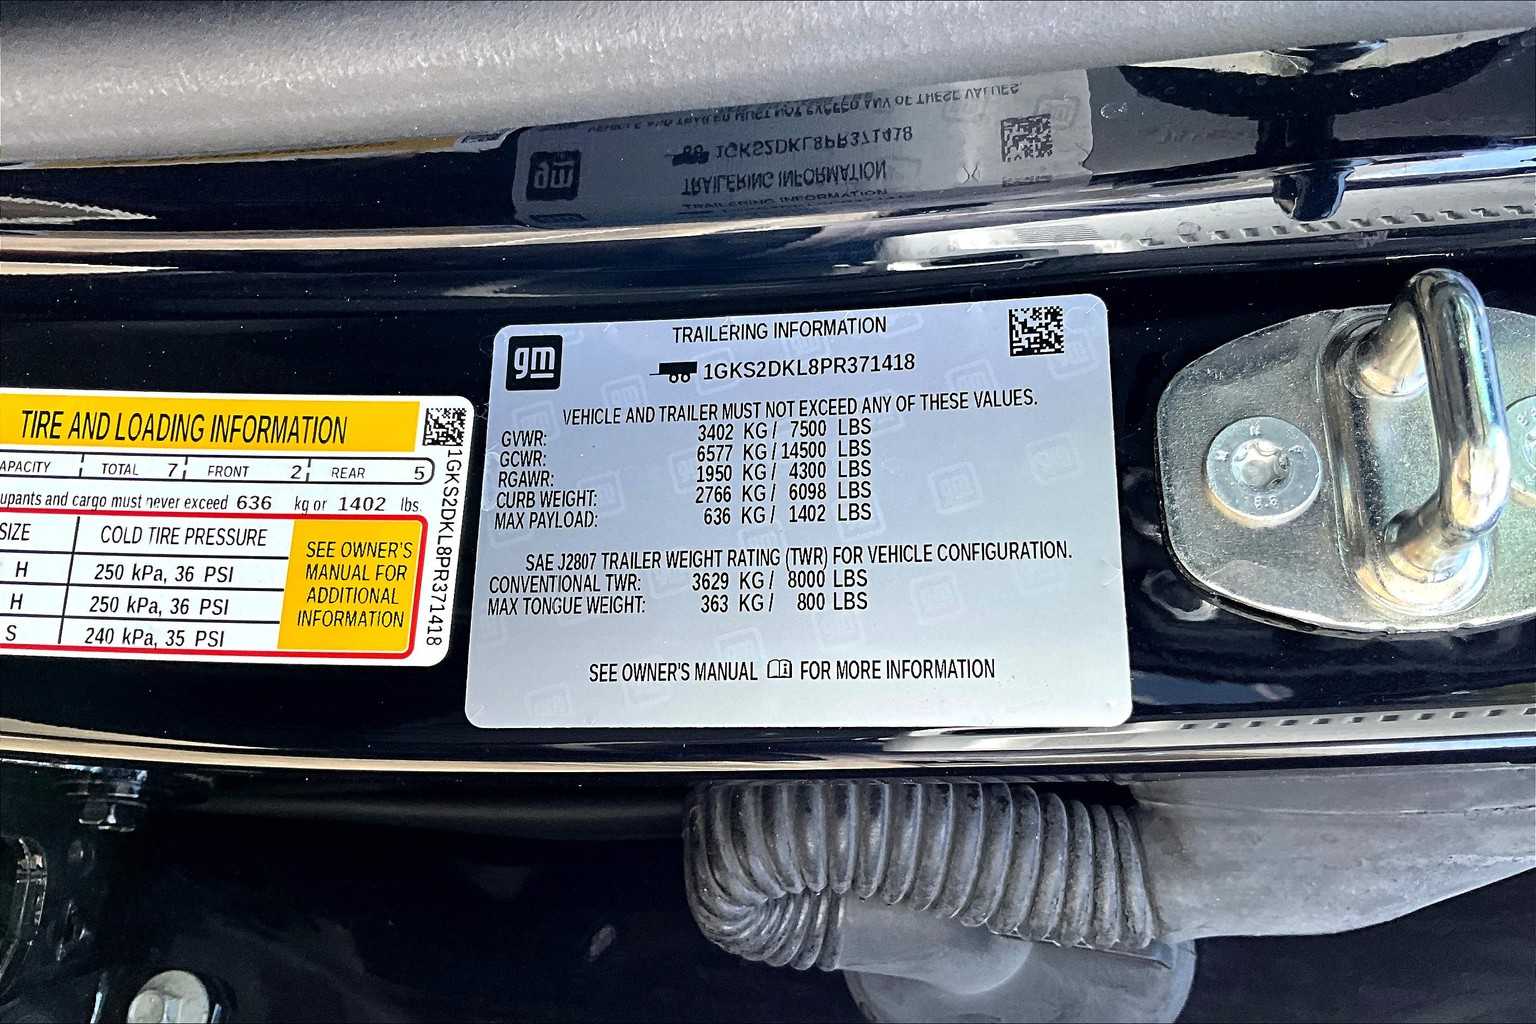 TIRE AND LOADING INFORMATION
TOTAL 7 FRONT 2 REAR 5
and cargo must never exceed 636 kg or 1402 lbs.
SIZE COLD TIRE PRESSURE
H 250 kPa, 36 PSI
H 250 kPa, 36 PSI
S 240 kPa, 35 PSI
SEE OWNER'S
MANUAL FOR
ADDITIONAL
INFORMATION
1GKS2DKL8PR371418
gm
TRAILERING INFORMATION
1GKS2DKL8PR371418
VEHICLE AND TRAILER MUST NOT EXCEED ANY OF THESE VALUES.
GVWR: 3402 KG / 7500 LBS
GCWR: 6577 KG / 14500 LBS
RGAWR: 1950 KG / 4300 LBS
CURB WEIGHT: 2766 KG / 6098 LBS
MAX PAYLOAD: 636 KG / 1402 LBS
SAE J2807 TRAILER WEIGHT RATING (TWR) FOR VEHICLE CONFIGURATION.
CONVENTIONAL TWR: 3629 KG / 8000 LBS
MAX TONGUE WEIGHT: 363 KG / 800 LBS
SEE OWNER'S MANUAL FOR MORE INFORMATION
8.8